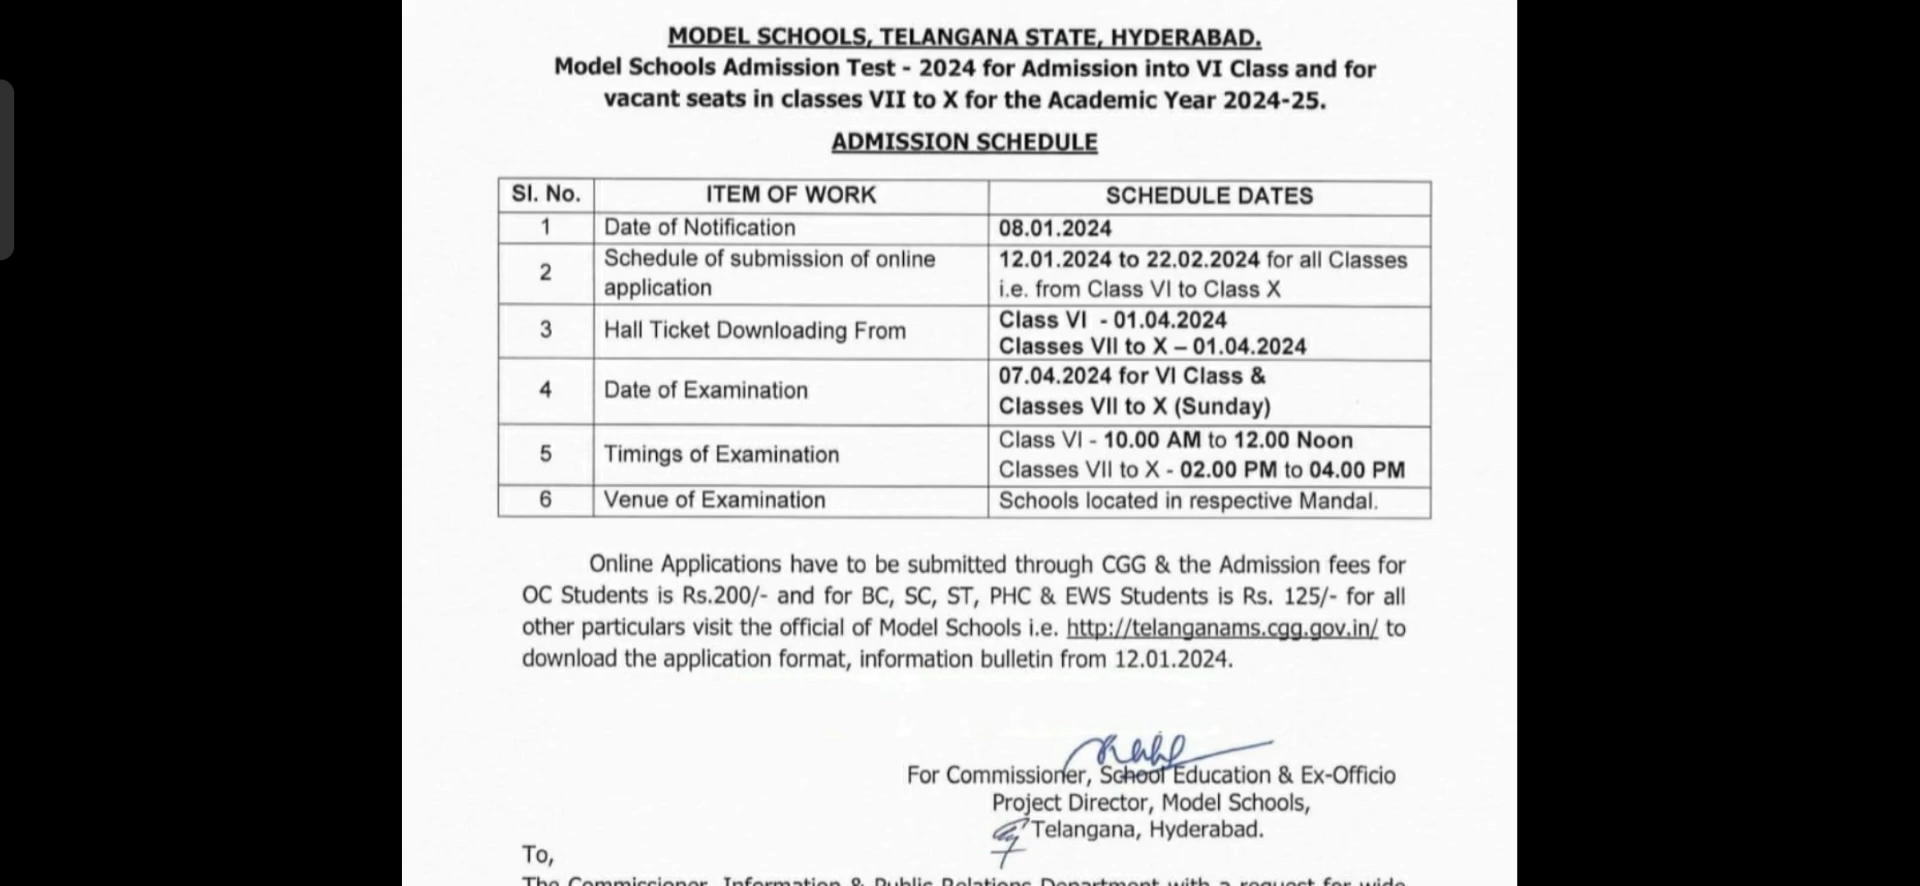 MODEL SCHOOLS, TELANGANA STATE, HYDERABAD.
Model Schools Admission Test - 2024 for Admission into VI Class and for
vacant seats in classes VII to X for the Academic Year 2024-25.
ADMISSION SCHEDULE
Sl. No. ITEM OF WORK SCHEDULE DATES
1 Date of Notification 08.01.2024
2 Schedule of submission of online application 12.01.2024 to 22.02.2024 for all Classes
i.e. from Class VI to Class X
3 Hall Ticket Downloading From Class VI - 01.04.2024
Classes VII to X – 01.04.2024
4 Date of Examination 07.04.2024 for VI Class &
Classes VII to X (Sunday)
5 Timings of Examination Class VI - 10.00 AM to 12.00 Noon
Classes VII to X - 02.00 PM to 04.00 PM
6 Venue of Examination Schools located in respective Mandal.
Online Applications have to be submitted through CGG & the Admission fees for
OC Students is Rs.200/- and for BC, SC, ST, PHC & EWS Students is Rs. 125/- for all
other particulars visit the official of Model Schools i.e. http://telanganams.cgg.gov.in/ to
download the application format, information bulletin from 12.01.2024.
For Commissioner, School Education & Ex-Officio
Project Director, Model Schools,
Telangana, Hyderabad.
To,
The Commissioner, Information & Public Relations Department with a request for wide